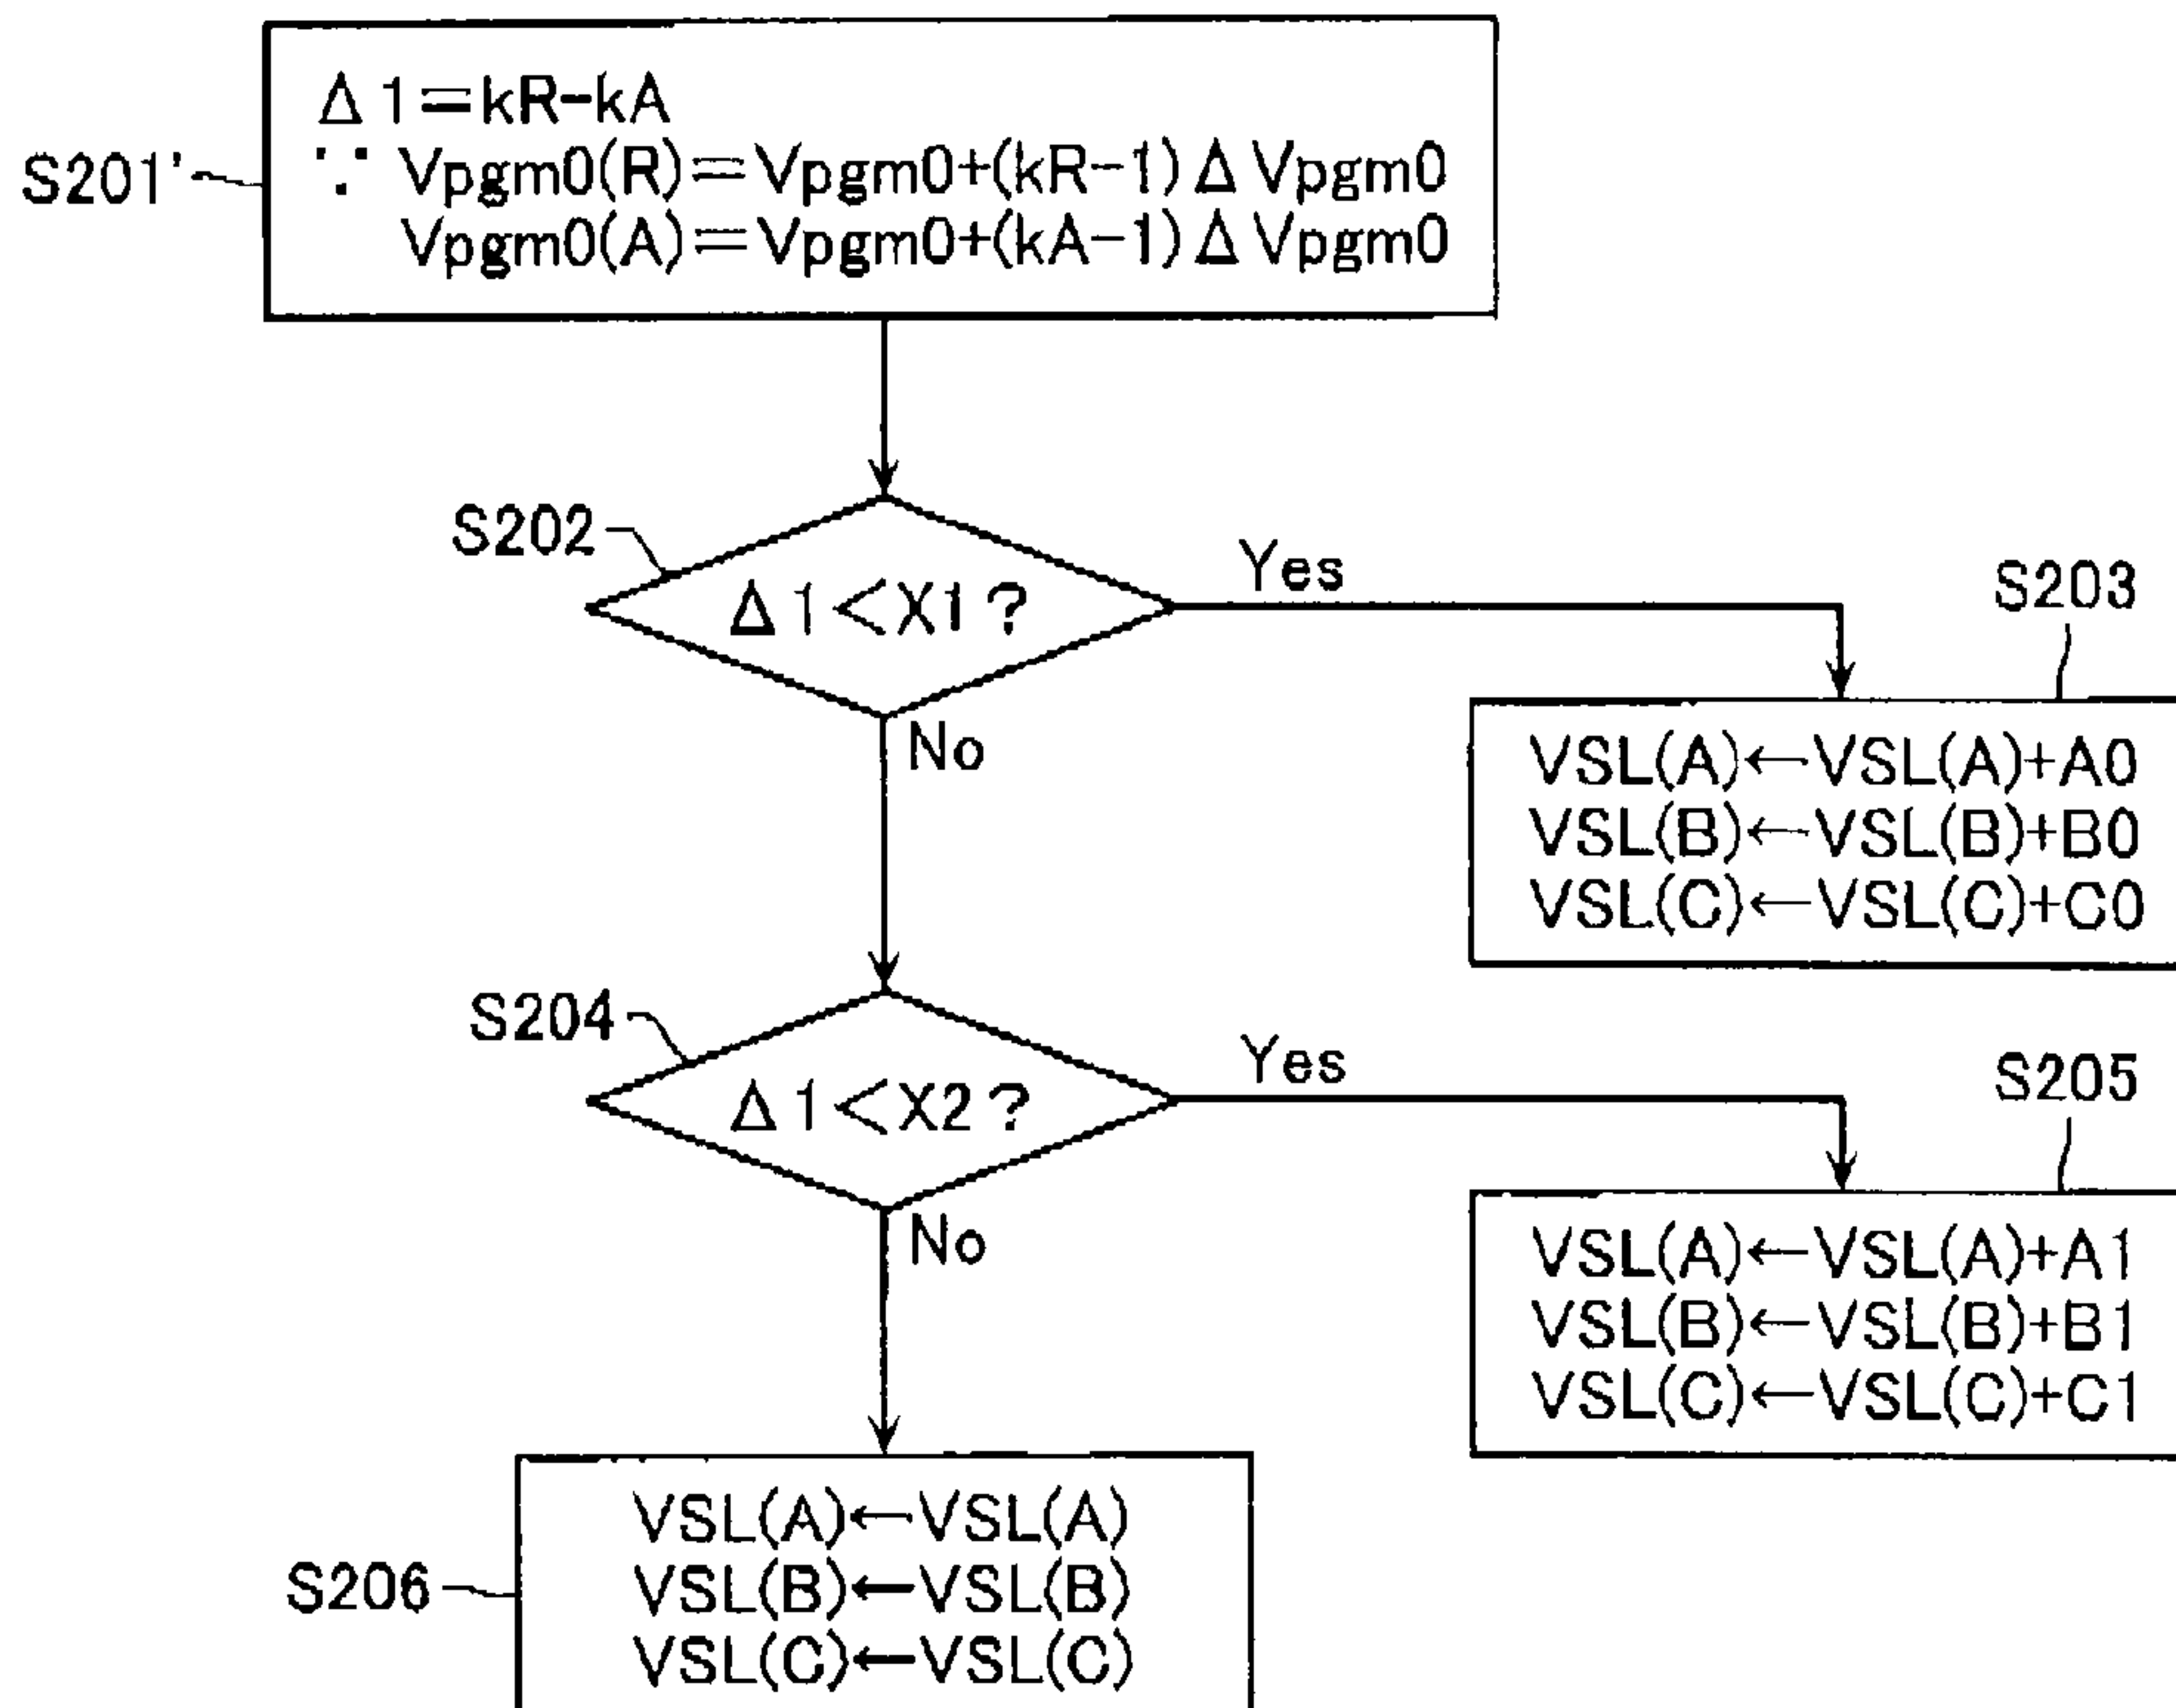 S201'
Δ1=kR-kA
∵ Vpgm0(R)=Vpgm0+(kR-1)ΔVpgm0
Vpgm0(A)=Vpgm0+(kA-1)ΔVpgm0
S202
Δ1<X1?
Yes
No
S203
VSL(A)←VSL(A)+A0
VSL(B)←VSL(B)+B0
VSL(C)←VSL(C)+C0
S204
Δ1<X2?
Yes
No
S205
VSL(A)←VSL(A)+A1
VSL(B)←VSL(B)+B1
VSL(C)←VSL(C)+C1
S206
VSL(A)←VSL(A)
VSL(B)←VSL(B)
VSL(C)←VSL(C)